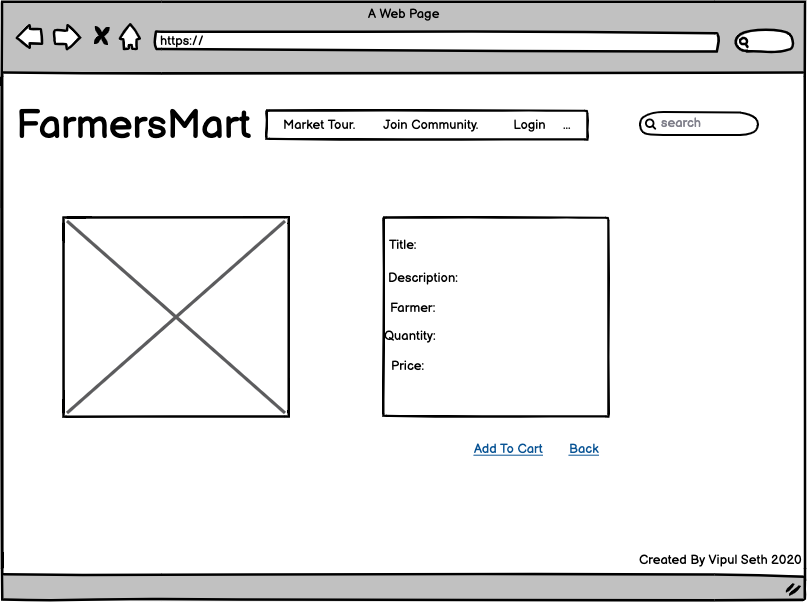 A Web Page
https://
FarmersMart
Market Tour. Join Community. Login ...
search
Title:
Description:
Farmer:
Quantity:
Price:
Add To Cart Back
Created By Vipul Seth 2020